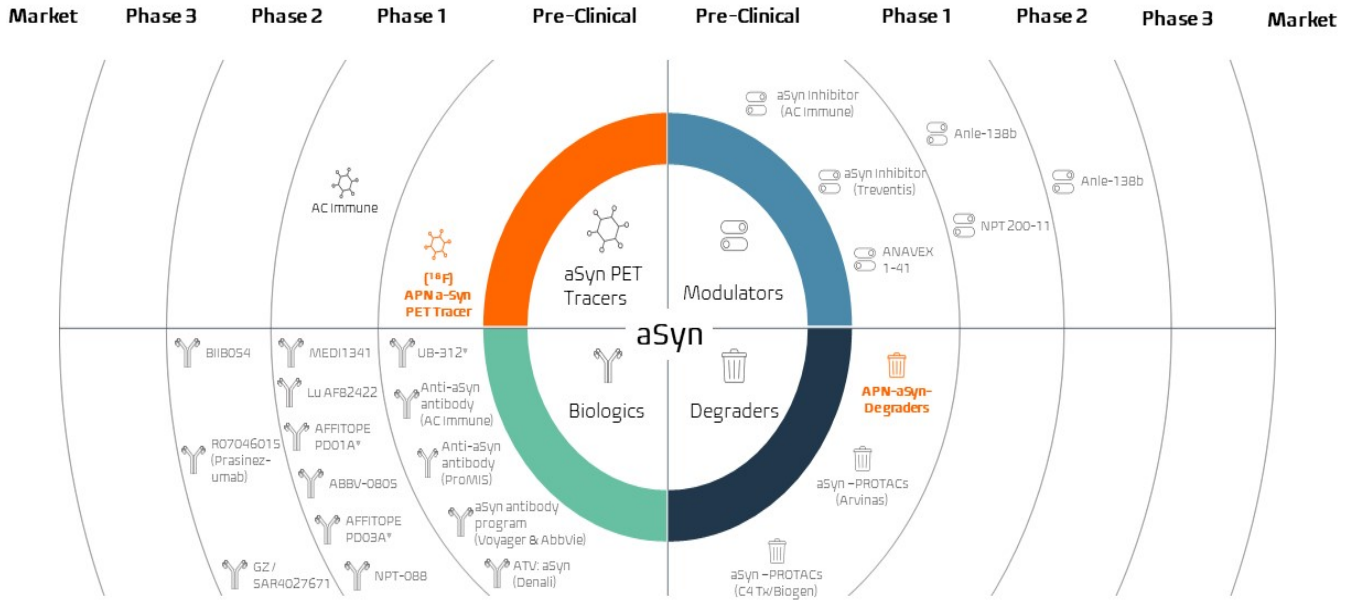 Market
Phase 3
Phase 2
Phase 1
Pre-Clinical
Pre-Clinical
Phase 1
Phase 2
Phase 3
Market
AC Immune
[¹⁸F]
APN a-Syn
PET Tracer
aSyn PET
Tracers
Modulators
aSyn Inhibitor
(AC Immune)
aSyn Inhibitor
(Treventis)
ANAVEX
1-41
Anle-138b
NPT200-11
Anle-138b
aSyn
Biologics
Degraders
BIIB054
RO7046015
(Prasinez-
umab)
GZ /
SAR4027671
MEDI1341
Lu AF82422
AFFITOPE
PD01A*
ABBV-0805
AFFITOPE
PD03A*
NPT-088
UB-312*
Anti-aSyn
antibody
(AC Immune)
Anti-aSyn
antibody
(ProMIS)
aSyn antibody
program
(Voyager & AbbVie)
ATV: aSyn
(Denali)
APN-aSyn-
Degraders
aSyn -PROTACs
(Arvinas)
aSyn -PROTACs
(C4 Tx/Biogen)